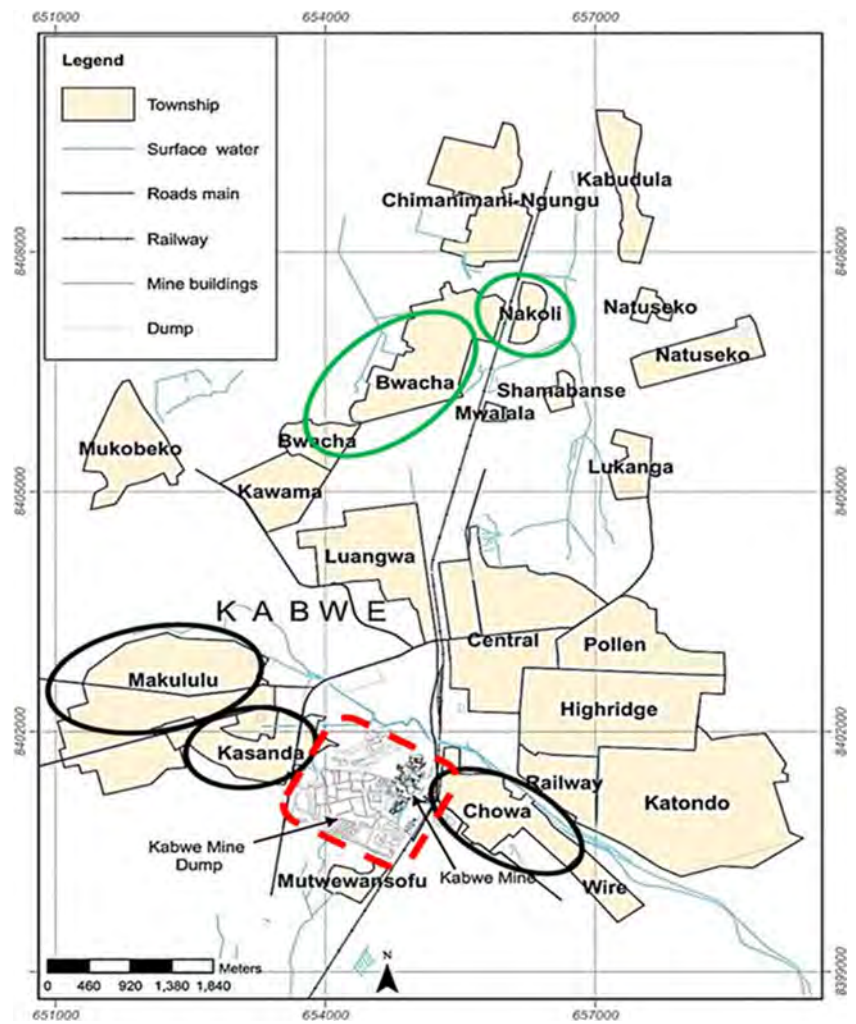 651000 654000 657000
Legend
Township
Surface water
Roads main
Railway
Mine buildings
Dump
Kabudula
Chimanimani-Ngungu
8408000 8408000
Nakoli
Natuseko
Natuseko
Bwacha
Shamabanse
Mwalala
Bwacha
Mukobeko
Lukanga
Kawama
8405000 8405000
Luangwa
KABWE
Central
Pollen
Makululu
Highridge
8402000 8402000
Kasanda
Railway
Chowa
Katondo
Kabwe Mine
Dump
Kabwe Mine
Mutwewansofu
Wire
N
Meters
0 460 920 1,380 1,840
8399000 8399000
651000 654000 657000